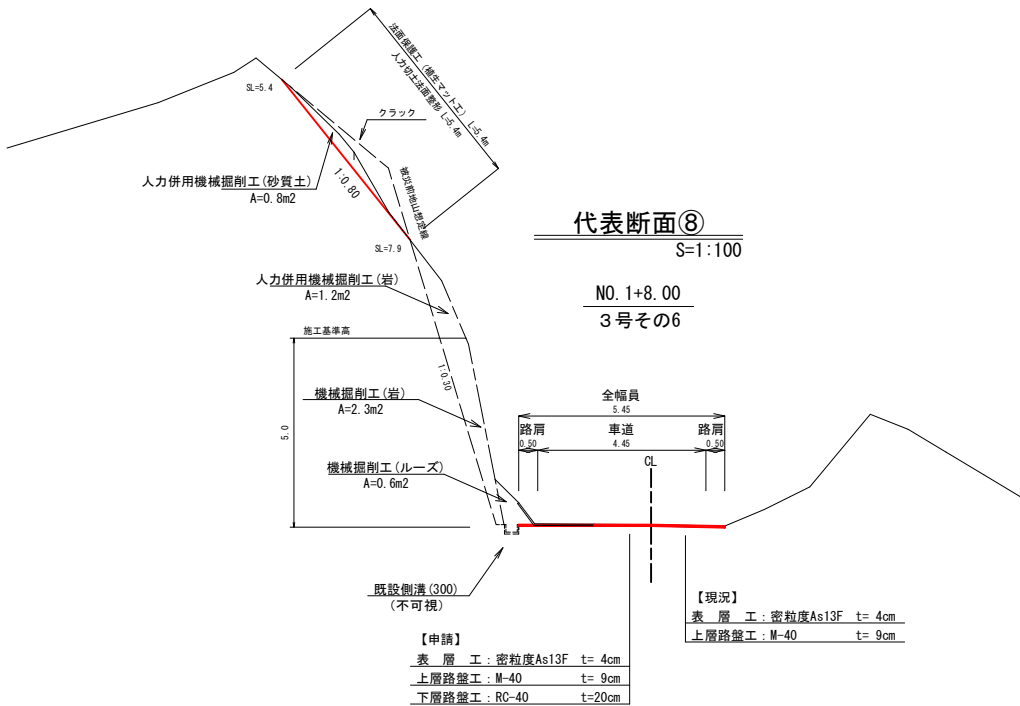 法面保護工（植生マット工）L=5.4m
人力切土法面整形 L=5.4m
SL=5.4
クラック
人力併用機械掘削工(砂質土)
A=0.8m2
1:0.80
被災前地山想定線
SL=7.9
代表断面⑧
S=1:100
NO.1+8.00
３号その6
人力併用機械掘削工(岩)
A=1.2m2
施工基準高
1:0.30
5.0
機械掘削工(岩)
A=2.3m2
機械掘削工(ルーズ)
A=0.6m2
全幅員
5.45
路肩 車道 路肩
0.50 4.45 0.50
CL
既設側溝(300)
(不可視)
【現況】
表 層 工：密粒度As13F t= 4cm
上層路盤工：M-40 t= 9cm
【申請】
表 層 工：密粒度As13F t= 4cm
上層路盤工：M-40 t= 9cm
下層路盤工：RC-40 t=20cm